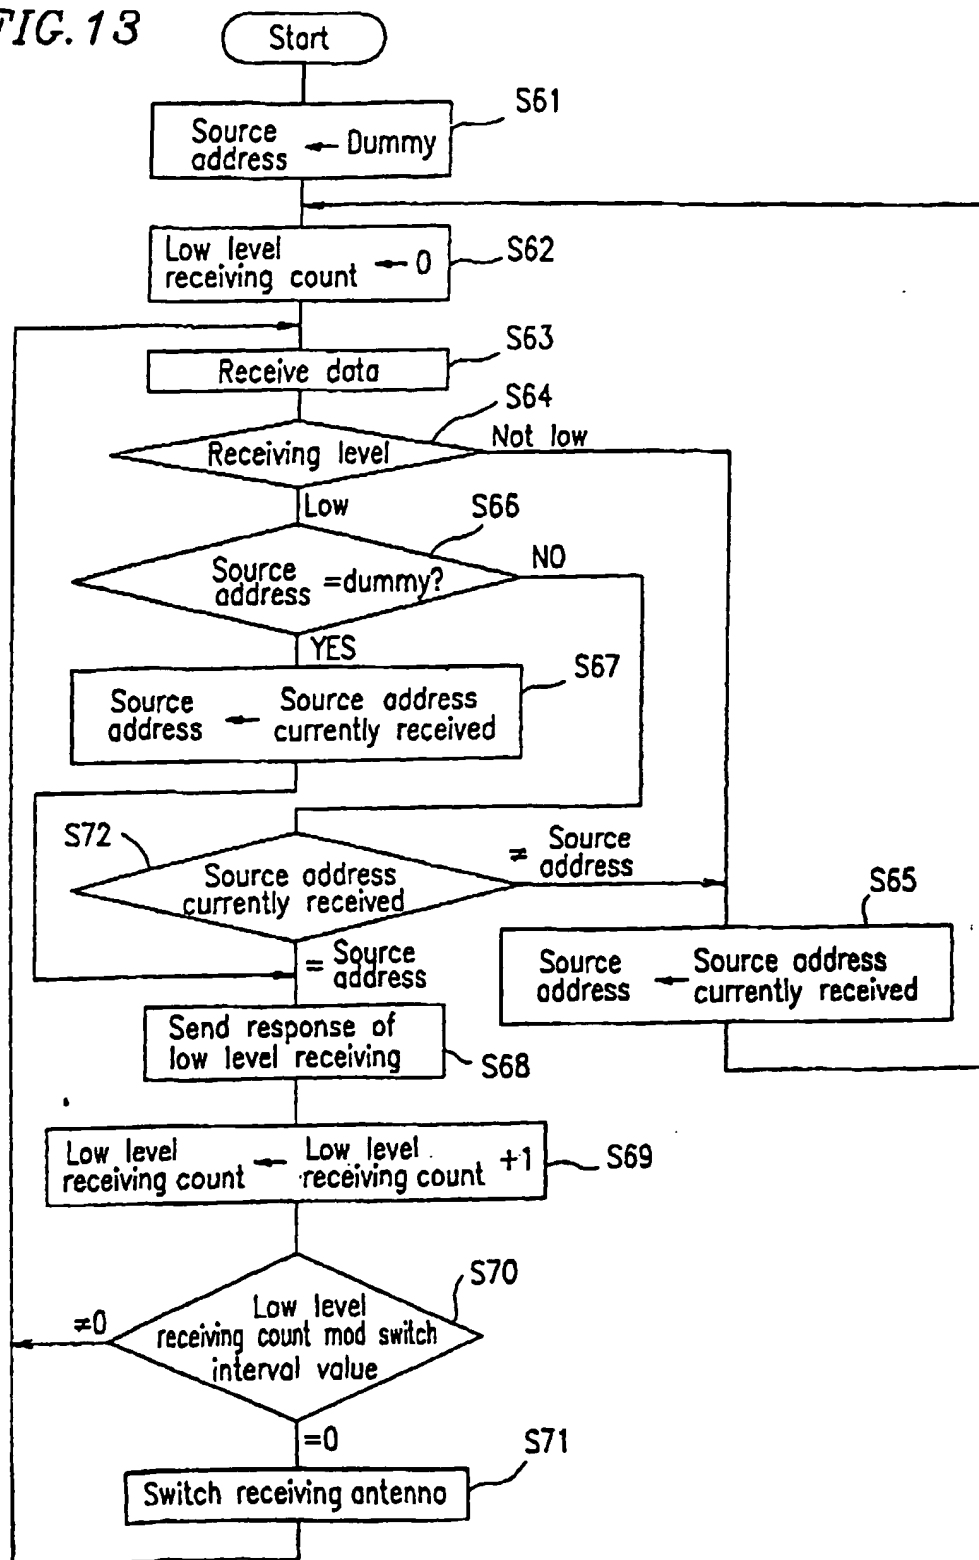 FIG. 13
Start
S61
Source address ← Dummy
S62
Low level receiving count ← 0
S63
Receive data
S64
Receiving level
Not low
Low
S66
Source address =dummy?
NO
YES
S67
Source address ← Source address currently received
S72
Source address currently received
≠ Source address
= Source address
S65
Source address ← Source address currently received
Send response of low level receiving
S68
Low level receiving count ← Low level receiving count +1
S69
S70
Low level receiving count mod switch interval value
≠0
=0
S71
Switch receiving antenna